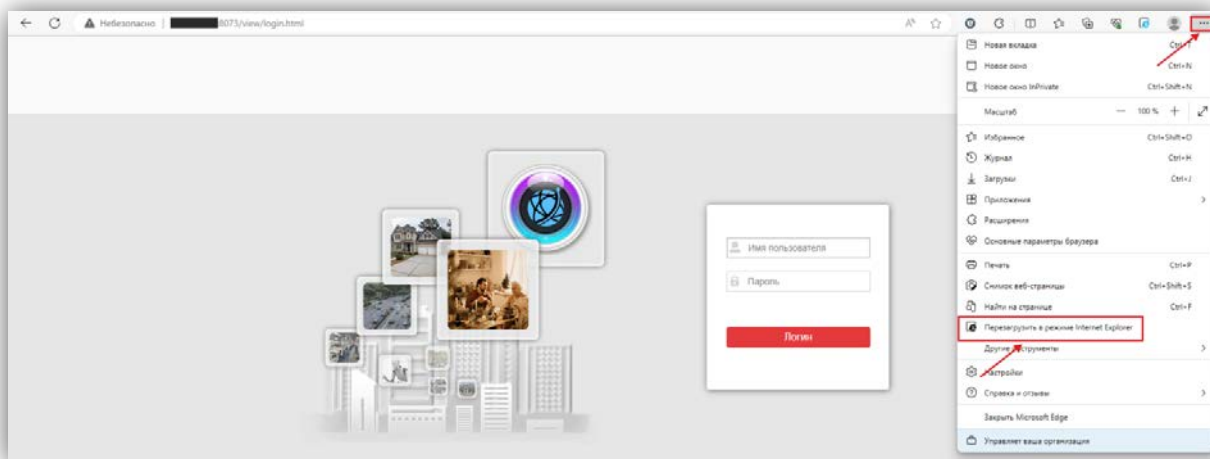 Небезопасно | 8073/view/login.html
Имя пользователя
Пароль
Логин
Новая вкладка Ctrl+T
Новое окно Ctrl+N
Новое окно InPrivate Ctrl+Shift+N
Масштаб — 100 % +
Избранное Ctrl+Shift+O
Журнал Ctrl+H
Загрузки Ctrl+J
Приложения
Расширения
Основные параметры браузера
Печать Ctrl+P
Снимок веб-страницы Ctrl+Shift+S
Найти на странице Ctrl+F
Перезагрузить в режиме Internet Explorer
Другие инструменты
Настройки
Справка и отзывы
Закрыть Microsoft Edge
Управляет ваша организация